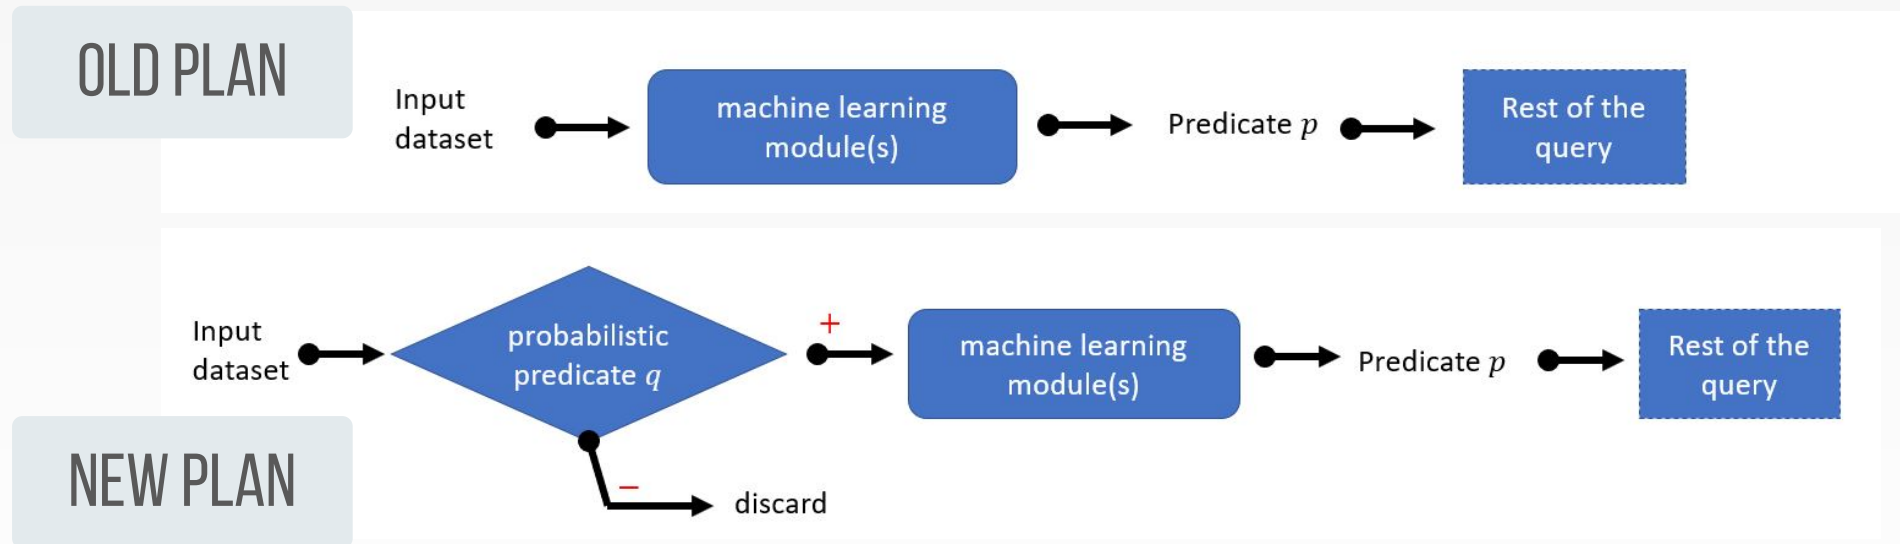 OLD PLAN
Input
dataset
machine learning
module(s)
Predicate p
Rest of the
query
Input
dataset
probabilistic
predicate q
+
machine learning
module(s)
Predicate p
Rest of the
query
NEW PLAN
−
discard